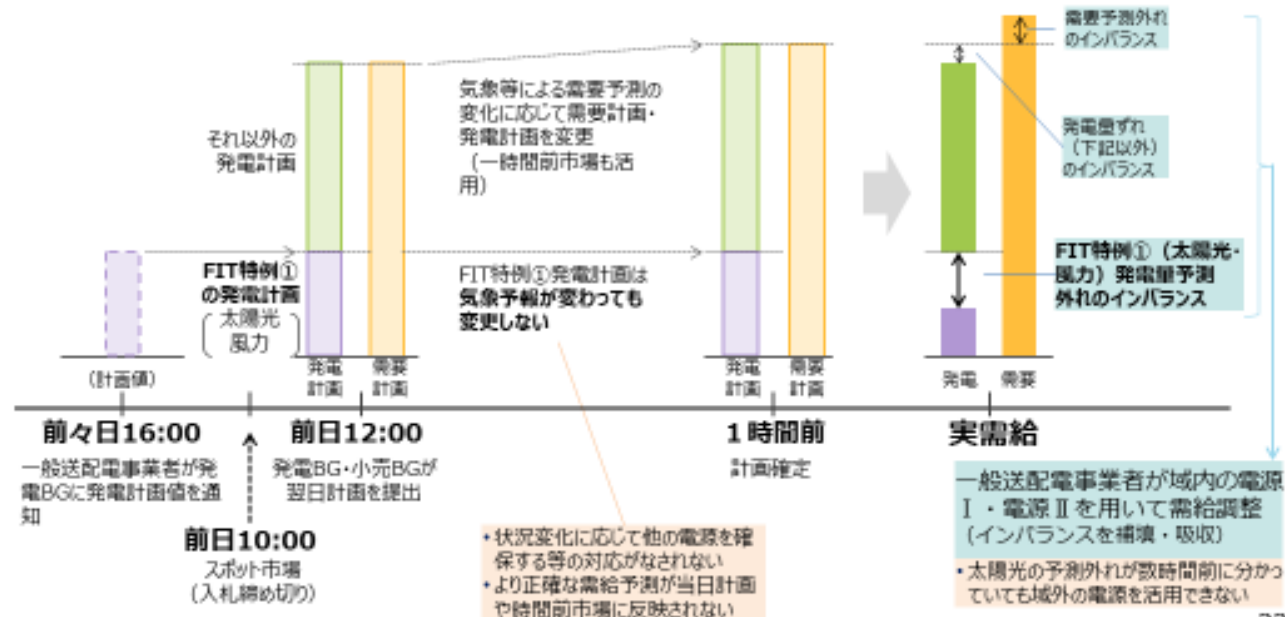 需要予測外れ
のインバランス
それ以外の
発電計画
気象等による需要予測の
変化に応じて需要計画・
発電計画を変更
（一時間前市場も活
用）
発電量ずれ
（下記以外）
のインバランス
FIT特例①
の発電計画
太陽光
風力
FIT特例①発電計画は
気象予報が変わっても
変更しない
FIT特例①（太陽光・
風力）発電量予測
外れのインバランス
（計画値）
発電
計画
需要
計画
発電
計画
需要
計画
発電
需要
前々日16:00
一般送配電事業者が発
電BGに発電計画値を通
知
前日10:00
スポット市場
（入札締め切り）
前日12:00
発電BG・小売BGが
翌日計画を提出
１時間前
計画確定
実需給
一般送配電事業者が域内の電源
Ⅰ・電源Ⅱを用いて需給調整
（インバランスを補填・吸収）
・状況変化に応じて他の電源を確
保する等の対応がなされない
・より正確な需給予測が当日計画
や時間前市場に反映されない
・太陽光の予測外れが数時間前に分かっ
ていても域外の電源を活用できない